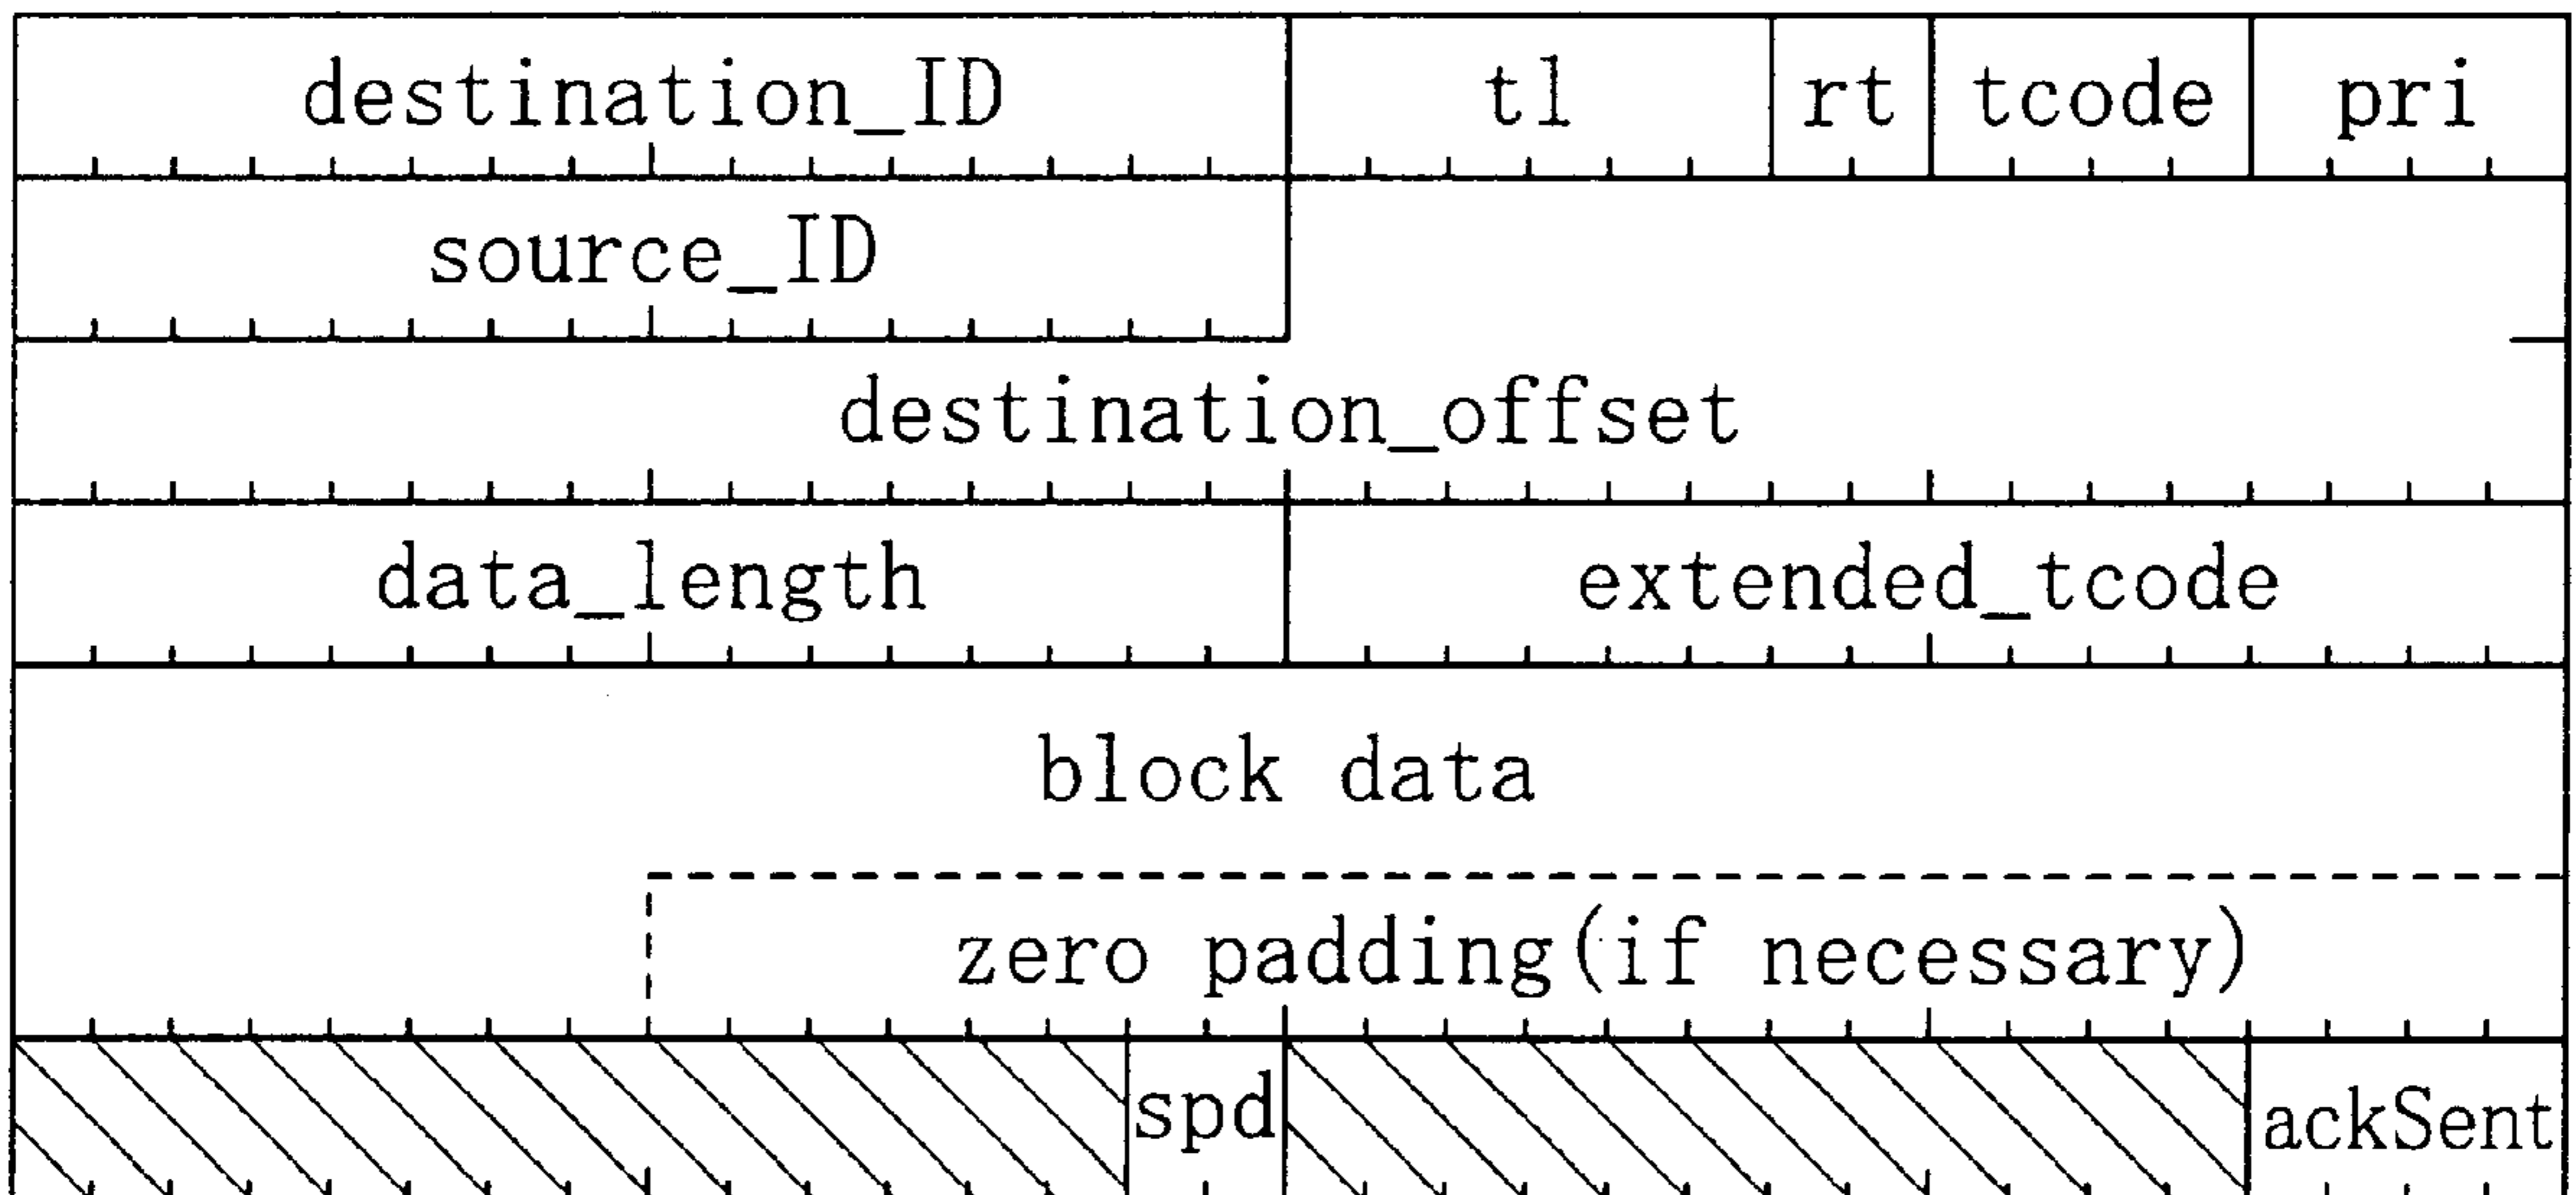 destination_ID tl rt tcode pri
source_ID
destination_offset
data_length extended_tcode
block data
zero padding(if necessary)
spd ackSent